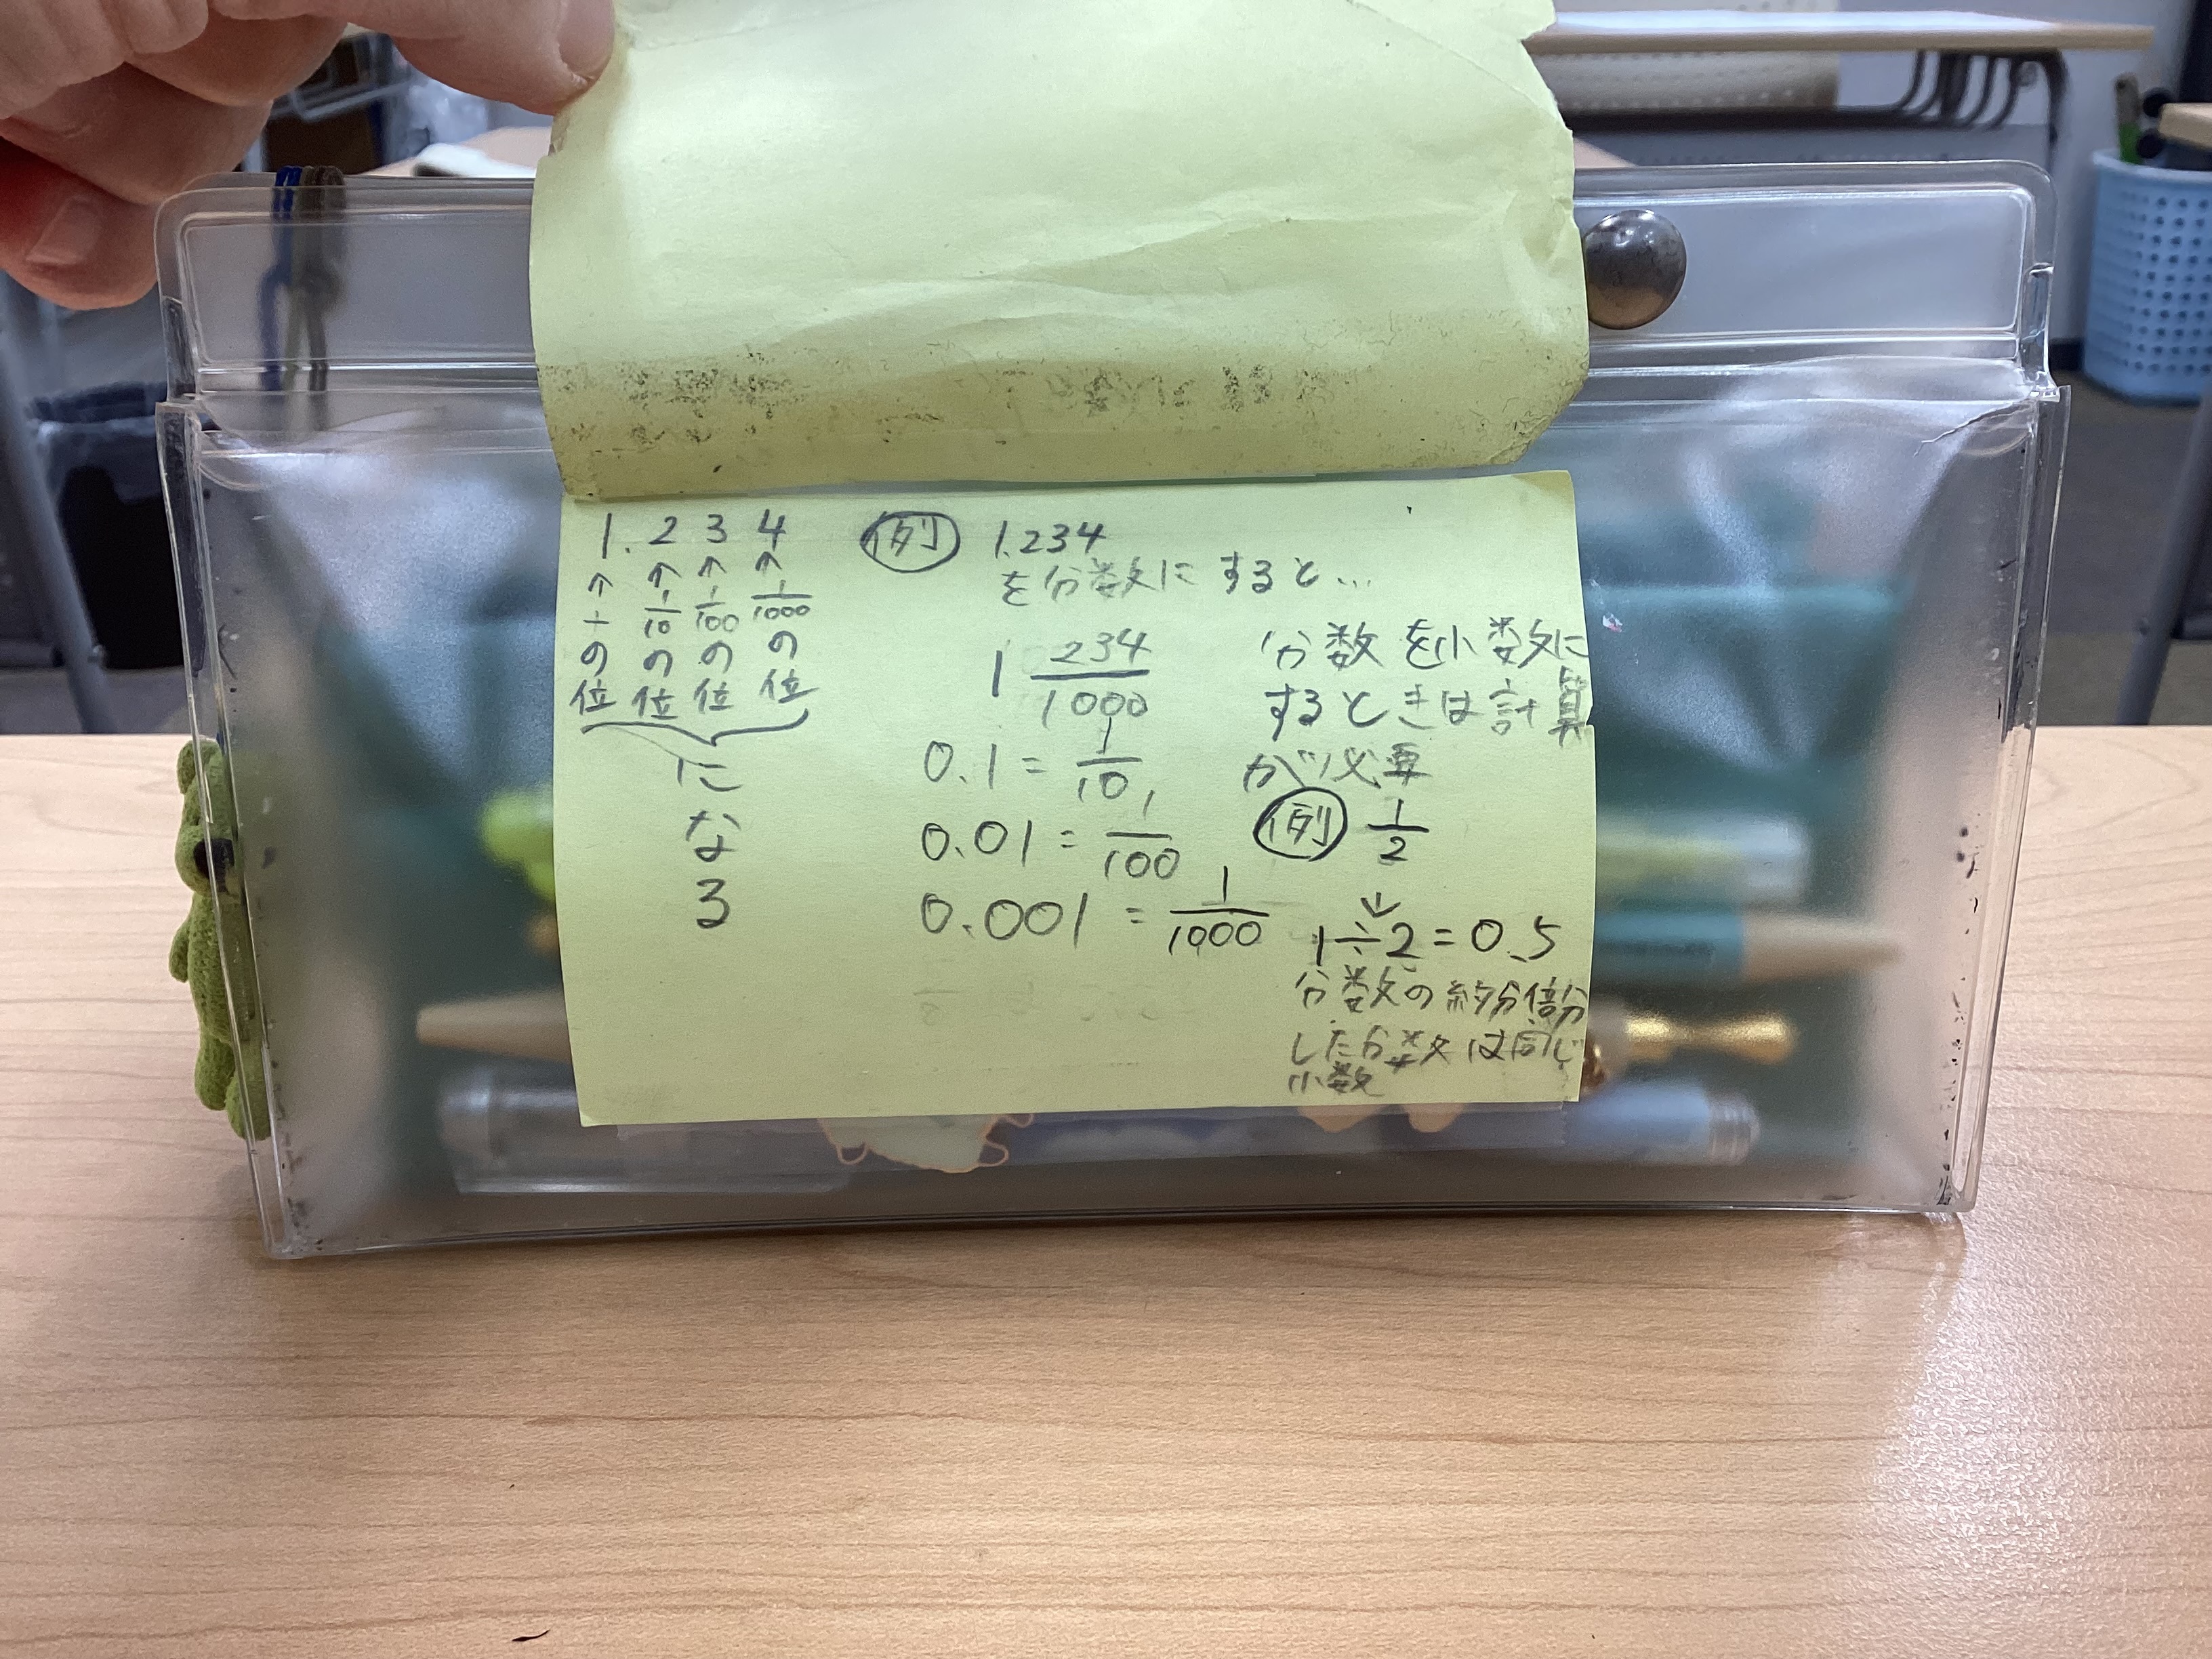 1.234
↑ ↑ ↑ ↑
一の位 1/10の位 1/100の位 1/1000の位
になる
例 1.234
を分数にすると...
1 234/1000
0.1 = 1/10
0.01 = 1/100
0.001 = 1/1000
分数を小数に
するときは計算
が必要
例 1/2
↓
1÷2=0.5
分数の約分倍分
した分数は同じ
小数